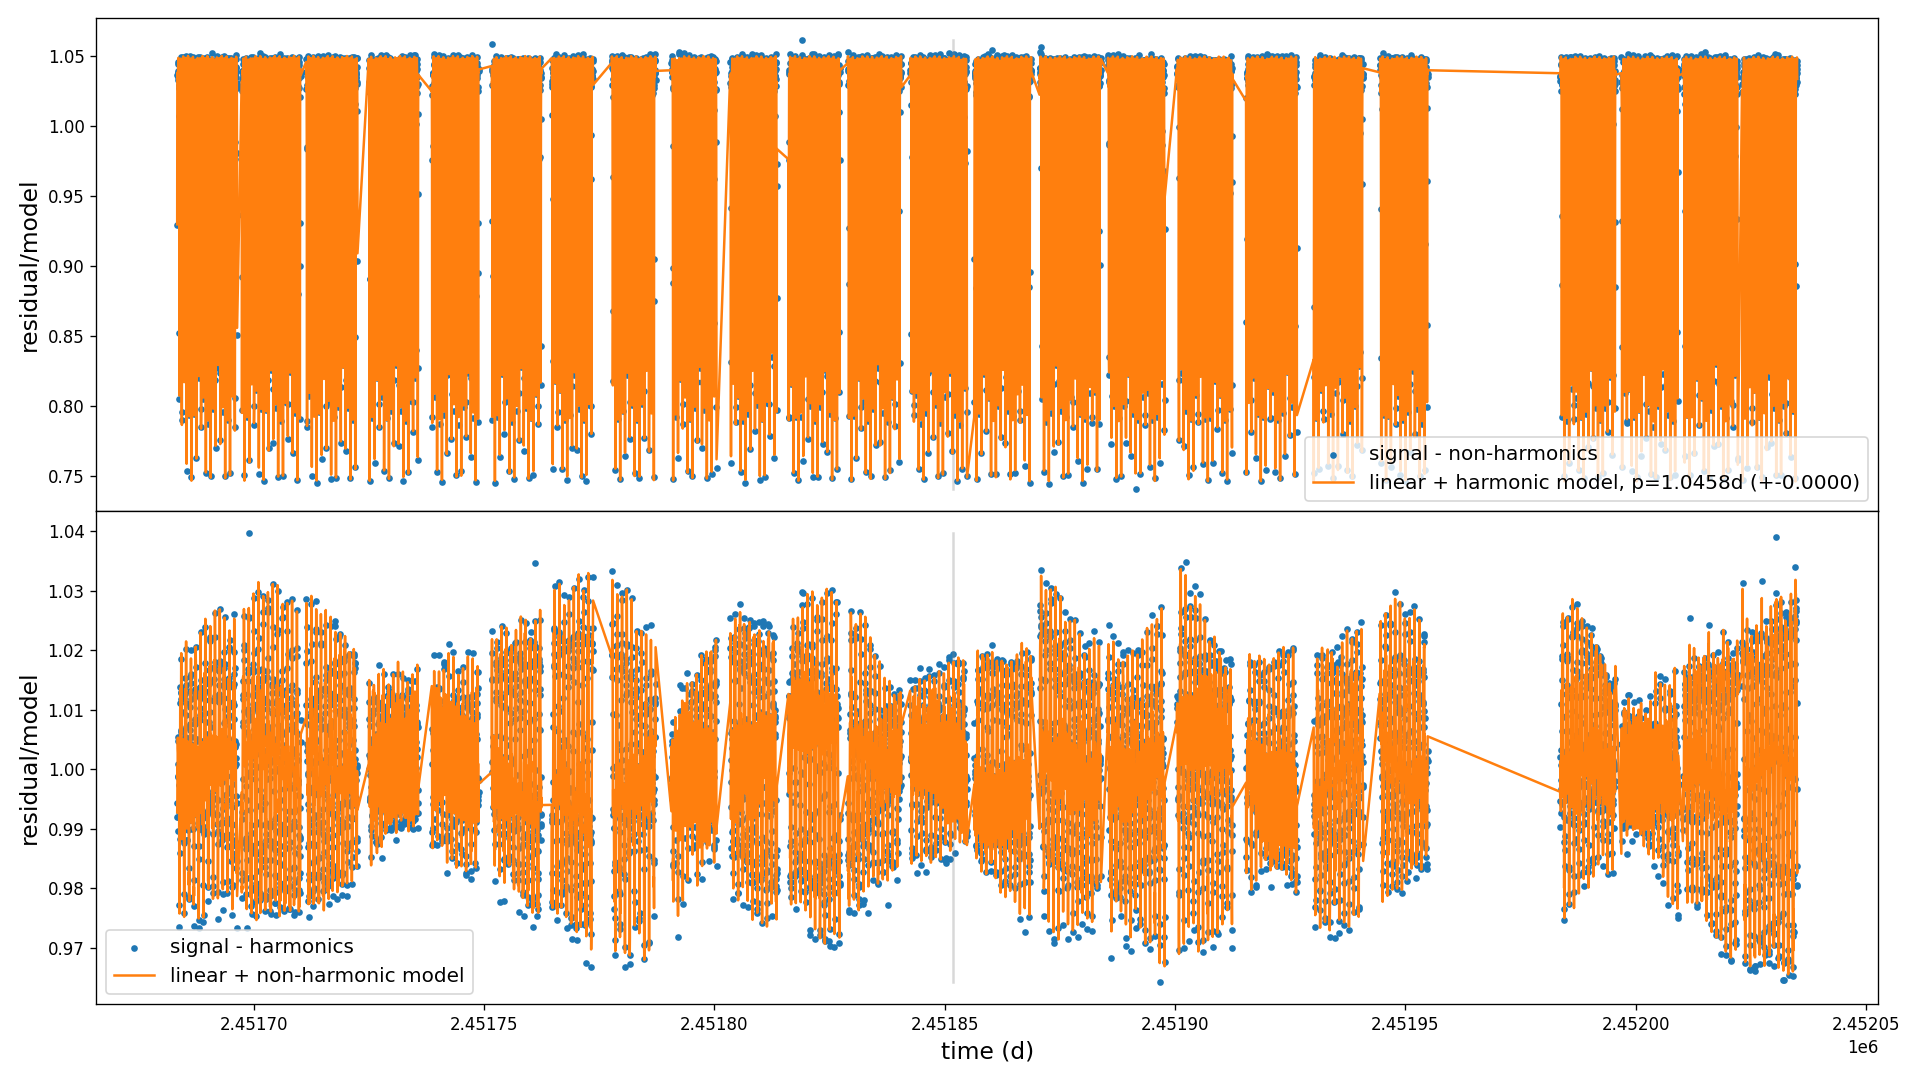 1.05
1.00
0.95
0.90
0.85
0.80
0.75
residual/model
signal - non-harmonics
linear + harmonic model, p=1.0458d (+-0.0000)
1.04
1.03
1.02
1.01
1.00
0.99
0.98
0.97
residual/model
signal - harmonics
linear + non-harmonic model
2.45170 2.45175 2.45180 2.45185 2.45190 2.45195 2.45200 2.45205
time (d)
1e6